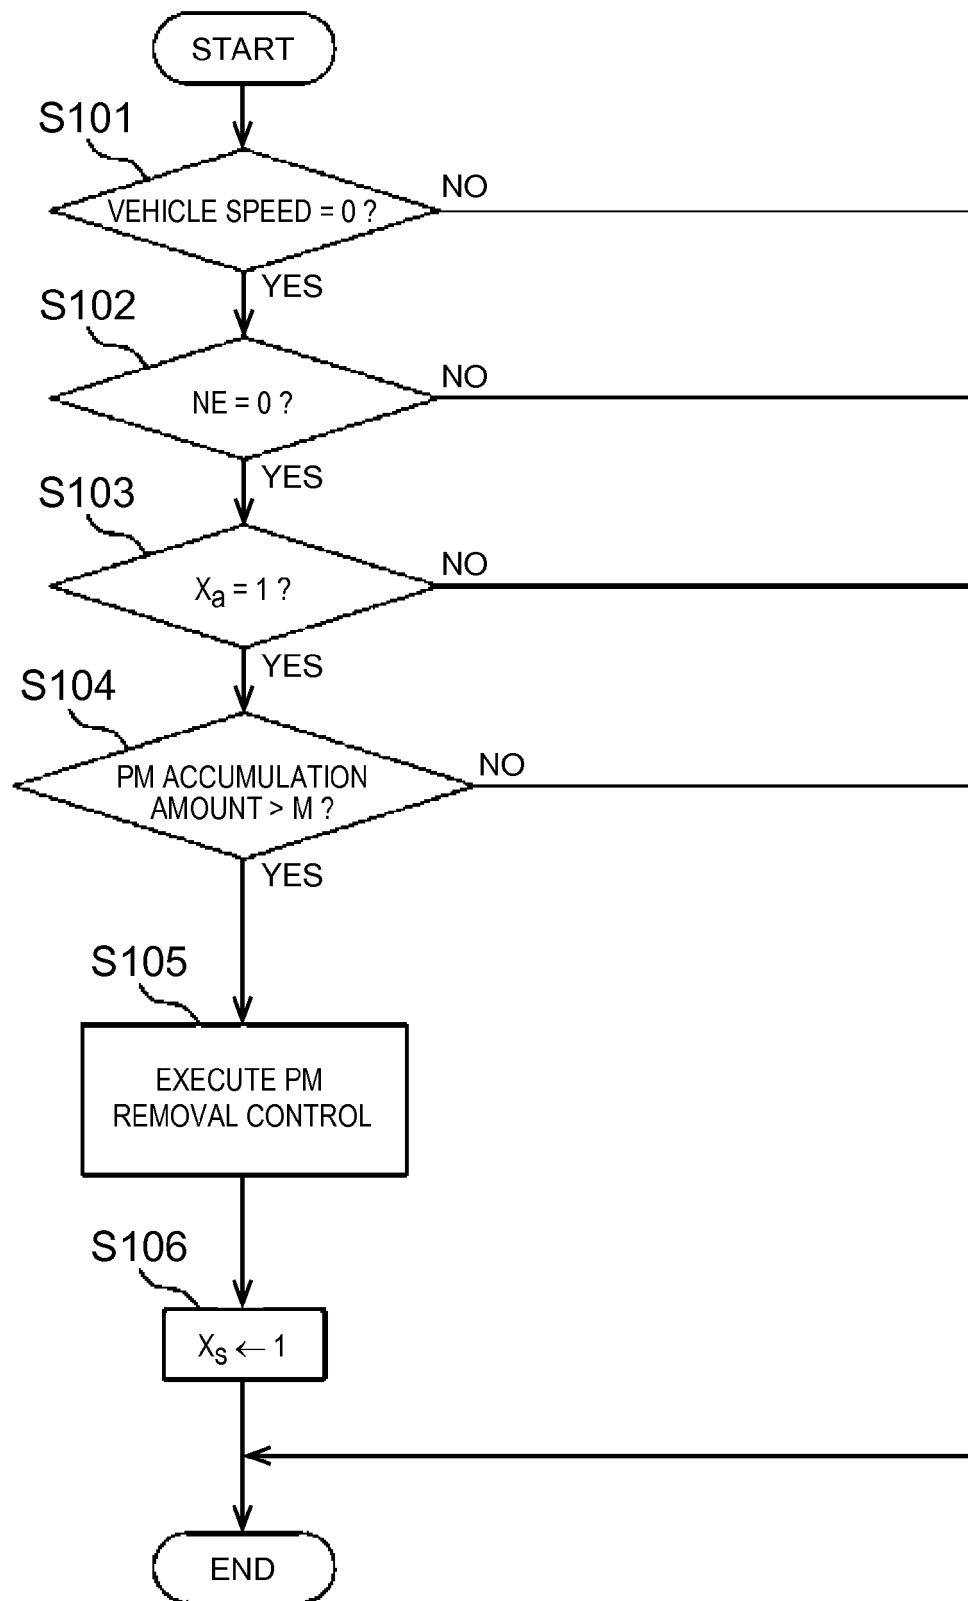 START
S101
VEHICLE SPEED = 0 ?
NO
YES
S102
NE = 0 ?
NO
YES
S103
Xa = 1 ?
NO
YES
S104
PM ACCUMULATION
AMOUNT > M ?
NO
YES
S105
EXECUTE PM
REMOVAL CONTROL
S106
Xs ← 1
END